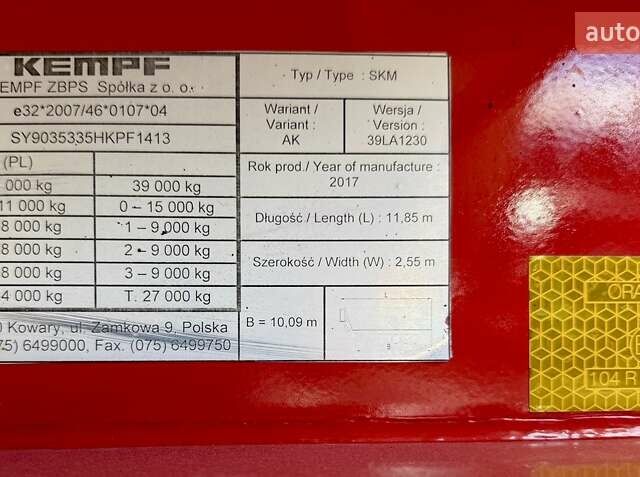 auto
KEMPF
EMPF ZBPS Spółka z o. o.
e32*2007/46*0107*04
SY9035335HKPF1413
(PL)
000 kg 39 000 kg
11 000 kg 0 – 15 000 kg
8 000 kg 1 – 9 000 kg
8 000 kg 2 – 9 000 kg
8 000 kg 3 – 9 000 kg
4 000 kg T. 27 000 kg
0 Kowary, ul. Zamkowa 9, Polska
75) 6499000, Fax. (075) 6499750
Typ / Type : SKM
Wariant /
Variant :
AK
Wersja /
Version :
39LA1230
Rok prod./ Year of manufacture :
2017
Długość / Length (L) : 11,85 m
Szerokość / Width (W) : 2,55 m
B = 10,09 m
L
B
ORA
(E
104 R